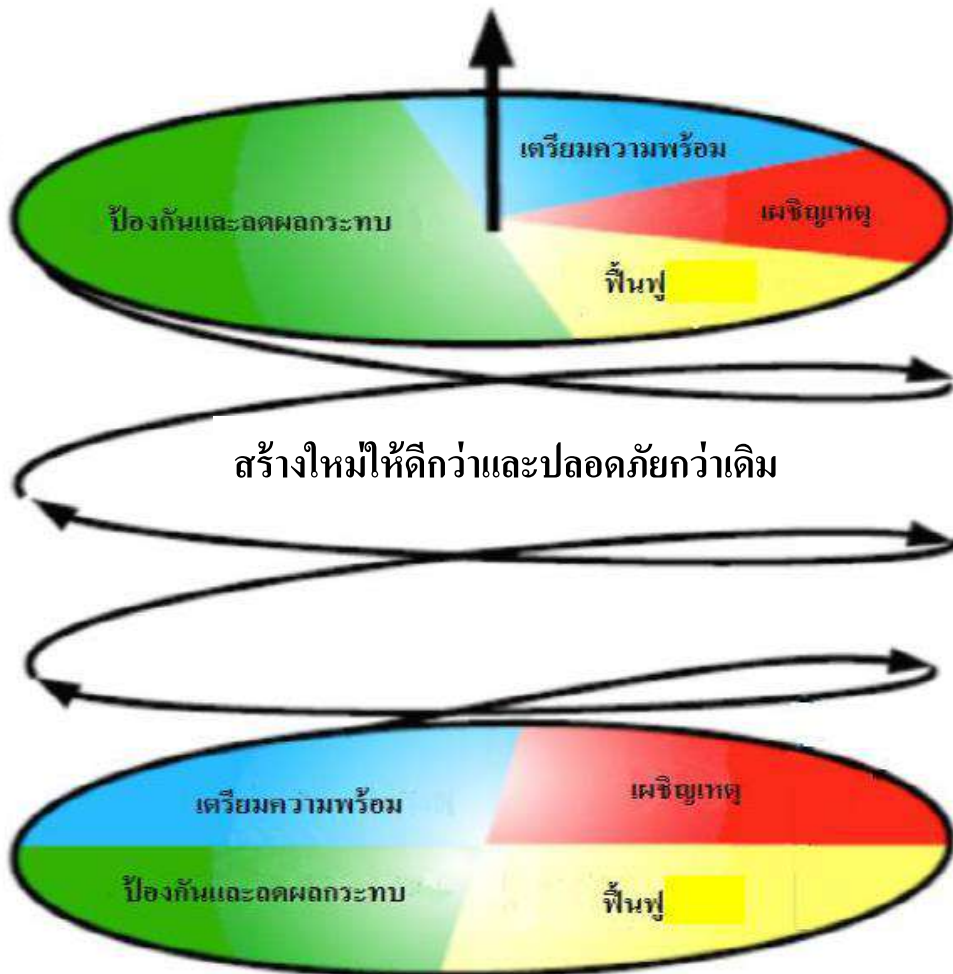 เตรียมความพร้อม
เผชิญเหตุ
ป้องกันและลดผลกระทบ
ฟื้นฟู
สร้างใหม่ให้ดีกว่าและปลอดภัยกว่าเดิม
เตรียมความพร้อม
เผชิญเหตุ
ป้องกันและลดผลกระทบ
ฟื้นฟู